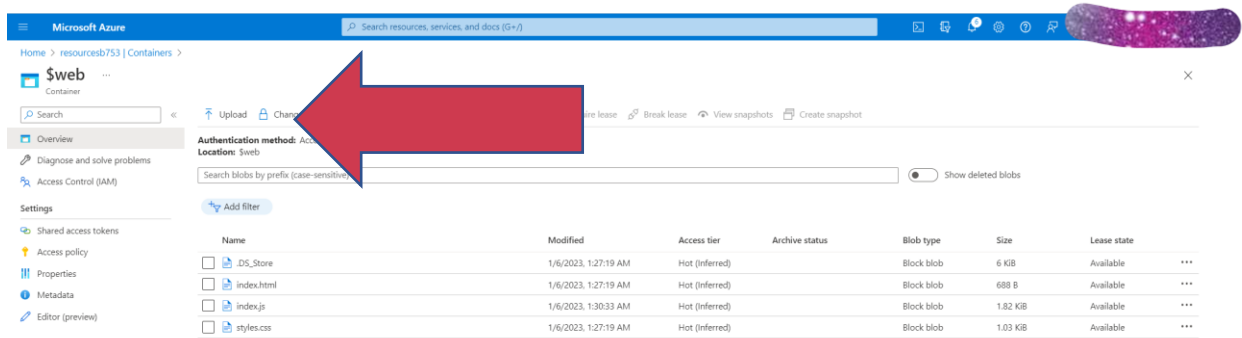 Microsoft Azure
Search resources, services, and docs (G+/)
6
Home > resourcesb753 | Containers >
$web ...
Container
Search
«
Upload
Break lease View snapshots Create snapshot
lease
Overview
Diagnose and solve problems
Access Control (IAM)
Settings
Shared access tokens
Access policy
Properties
Metadata
Editor (preview)
Authentication method:
Location: $web
Search blobs by prefix (case-sensitive)
Show deleted blobs
Add filter
Name Modified Access tier Archive status Blob type Size Lease state
.DS_Store 1/6/2023, 1:27:19 AM Hot (Inferred) Block blob 6 KiB Available ...
index.html 1/6/2023, 1:27:19 AM Hot (Inferred) Block blob 688 B Available ...
index.js 1/6/2023, 1:30:33 AM Hot (Inferred) Block blob 1.82 KiB Available ...
styles.css 1/6/2023, 1:27:19 AM Hot (Inferred) Block blob 1.03 KiB Available ...